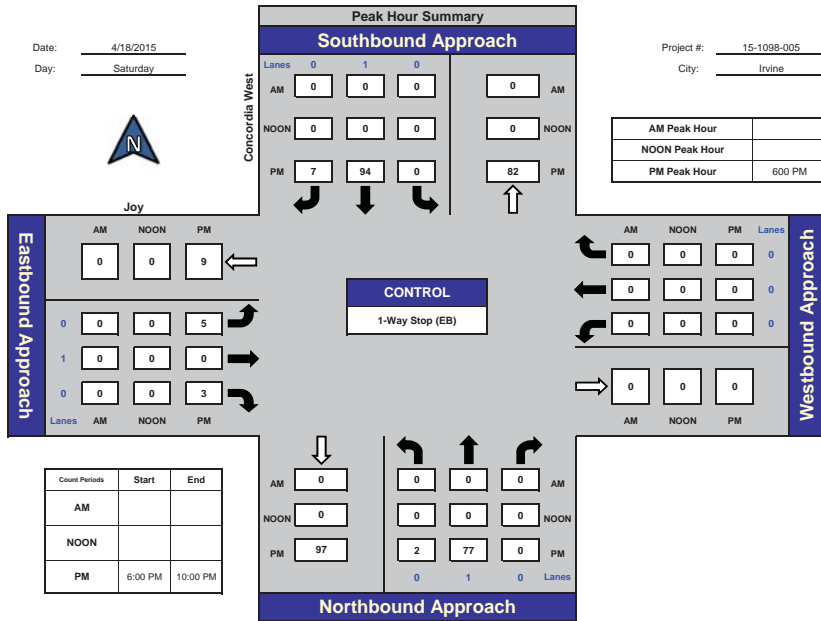 Peak Hour Summary
Southbound Approach
Date: 4/18/2015
Day: Saturday
Project #: 15-1098-005
City: Irvine
Concordia West
Lanes 0 1 0
AM 0 0 0 0 AM
NOON 0 0 0 0 NOON
PM 7 94 0 82 PM
N
AM Peak Hour
NOON Peak Hour
PM Peak Hour 600 PM
Joy
Eastbound Approach
AM NOON PM
0 0 9
0 0 0 5
1 0 0 0
0 0 0 3
Lanes AM NOON PM
CONTROL
1-Way Stop (EB)
AM NOON PM Lanes
0 0 0 0
0 0 0 0
0 0 0 0
0 0 0
AM NOON PM
Westbound Approach
Count Periods Start End
AM
NOON
PM 6:00 PM 10:00 PM
AM 0 0 0 0 AM
NOON 0 0 0 0 NOON
PM 97 2 77 0 PM
0 1 0 Lanes
Northbound Approach